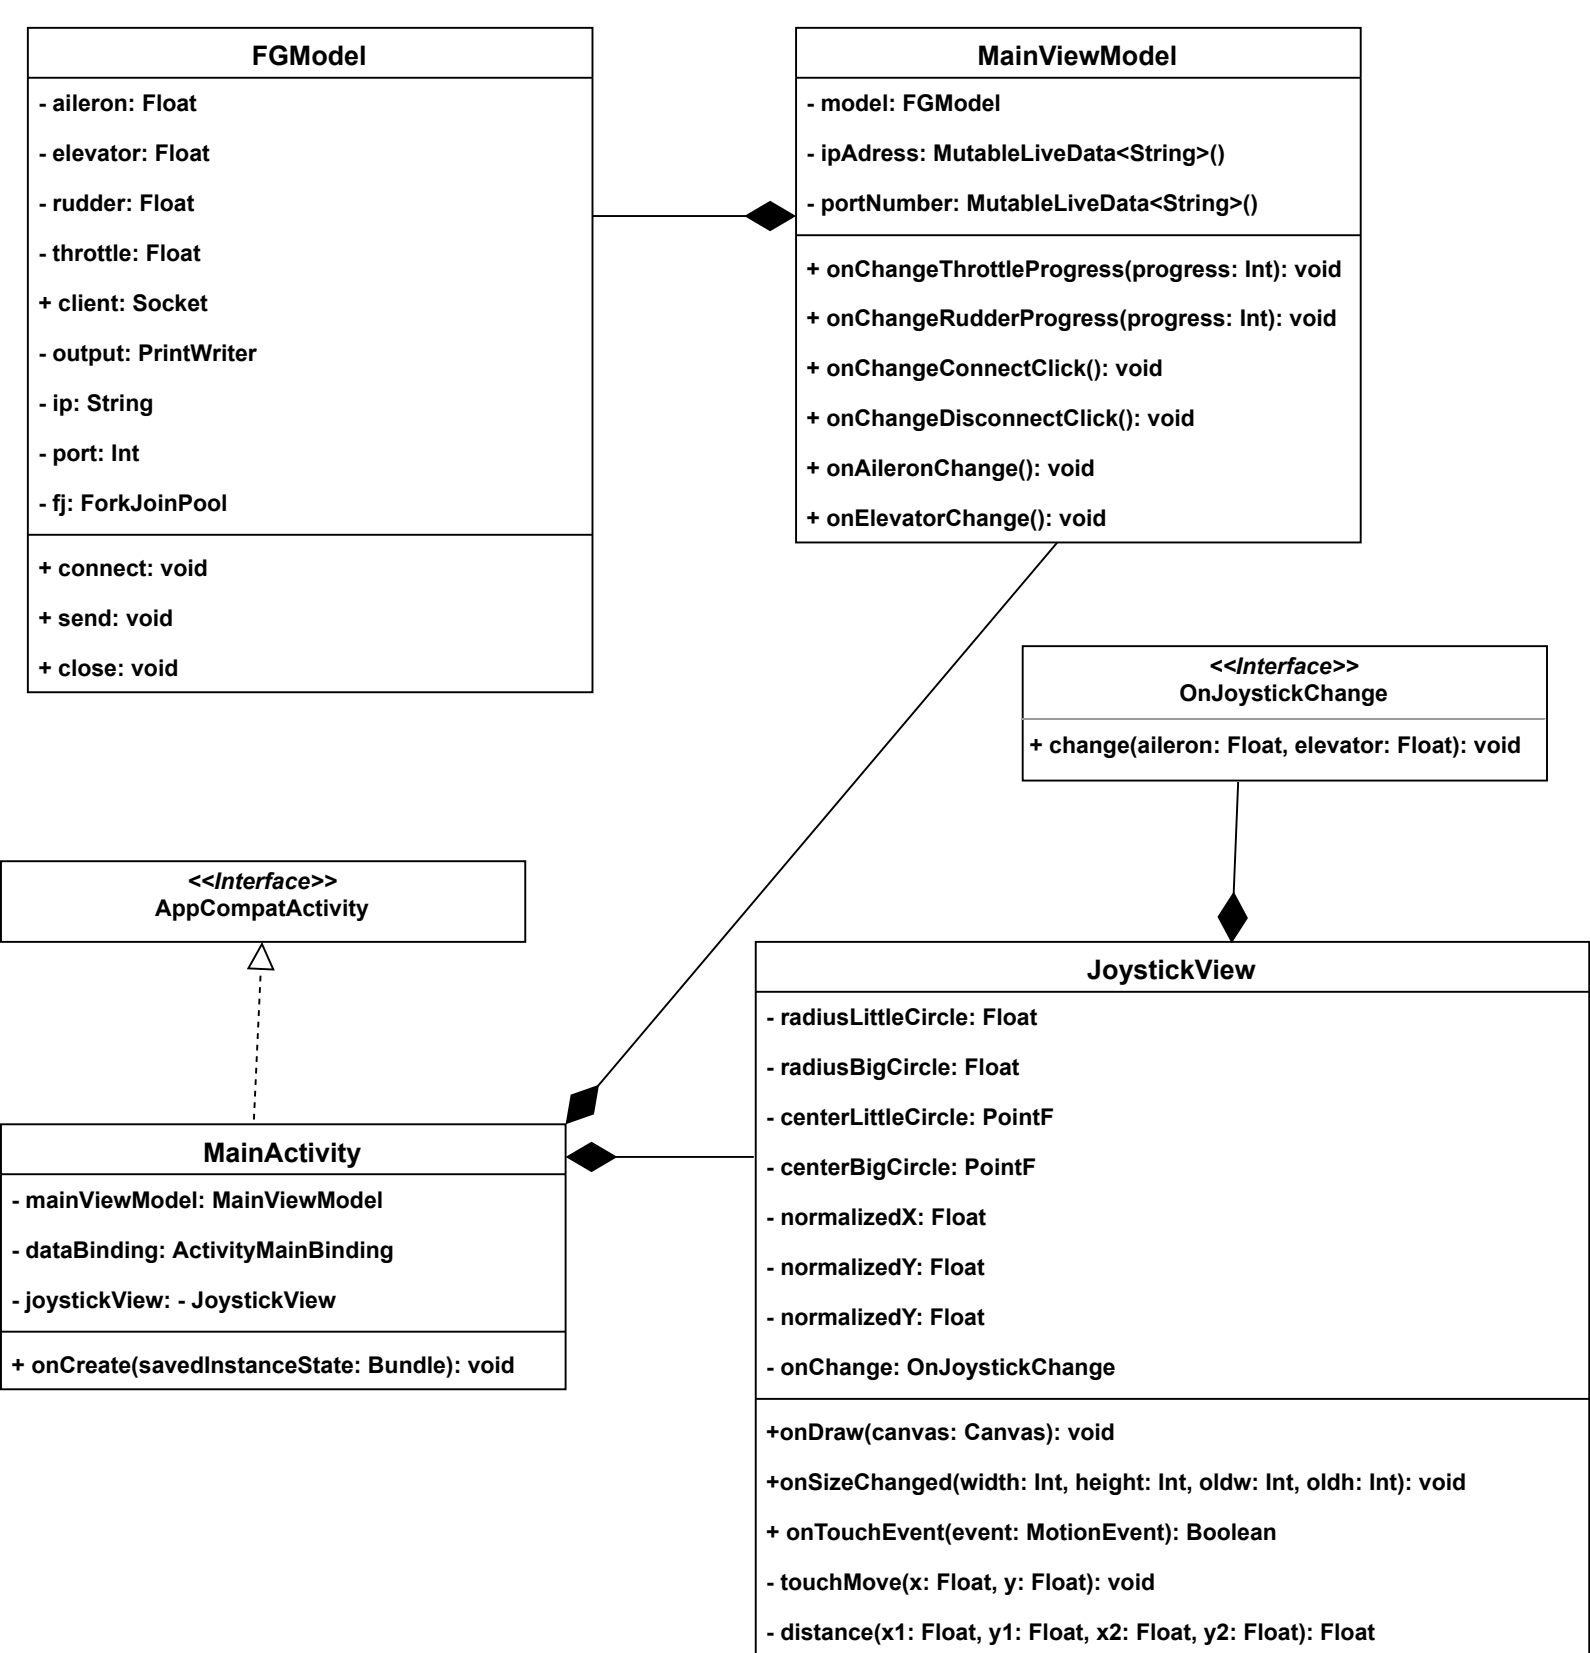 FGModel
- aileron: Float
- elevator: Float
- rudder: Float
- throttle: Float
+ client: Socket
- output: PrintWriter
- ip: String
- port: Int
- fj: ForkJoinPool
+ connect: void
+ send: void
+ close: void
MainViewModel
- model: FGModel
- ipAdress: MutableLiveData<String>()
- portNumber: MutableLiveData<String>()
+ onChangeThrottleProgress(progress: Int): void
+ onChangeRudderProgress(progress: Int): void
+ onChangeConnectClick(): void
+ onChangeDisconnectClick(): void
+ onAileronChange(): void
+ onElevatorChange(): void
<<Interface>>
OnJoystickChange
+ change(aileron: Float, elevator: Float): void
<<Interface>>
AppCompatActivity
MainActivity
- mainViewModel: MainViewModel
- dataBinding: ActivityMainBinding
- joystickView: - JoystickView
+ onCreate(savedInstanceState: Bundle): void
JoystickView
- radiusLittleCircle: Float
- radiusBigCircle: Float
- centerLittleCircle: PointF
- centerBigCircle: PointF
- normalizedX: Float
- normalizedY: Float
- normalizedY: Float
- onChange: OnJoystickChange
+onDraw(canvas: Canvas): void
+onSizeChanged(width: Int, height: Int, oldw: Int, oldh: Int): void
+ onTouchEvent(event: MotionEvent): Boolean
- touchMove(x: Float, y: Float): void
- distance(x1: Float, y1: Float, x2: Float, y2: Float): Float